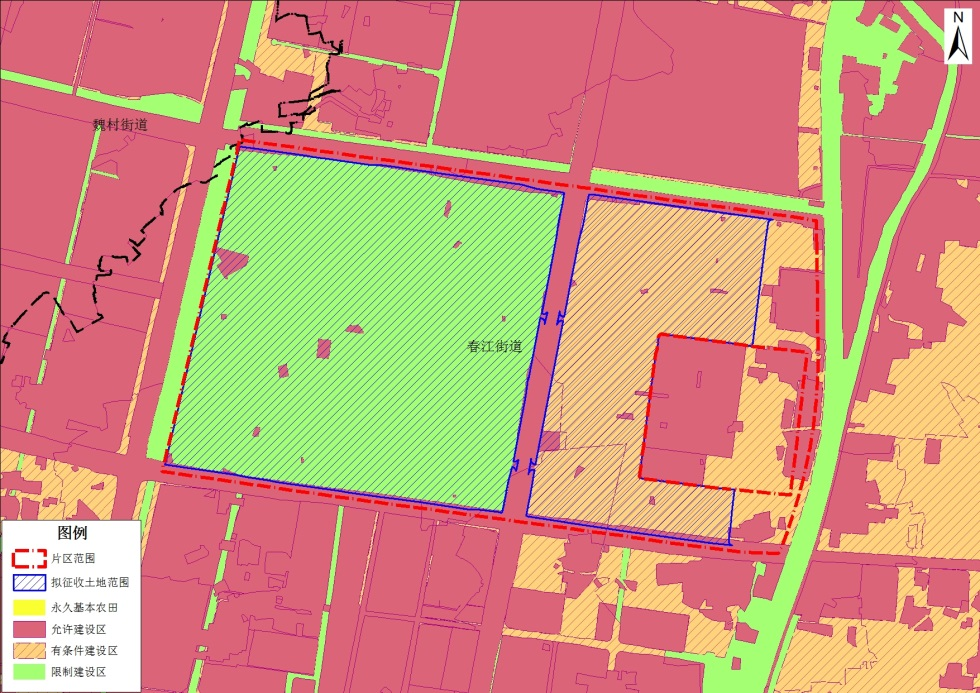 N
魏村街道
春江街道
图例
片区范围
拟征收土地范围
永久基本农田
允许建设区
有条件建设区
限制建设区